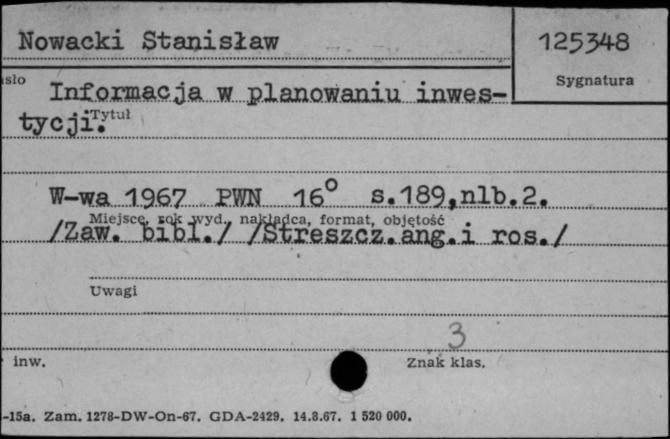 Nowacki Stanisław
125348
Sygnatura
Informacja w planowaniu inwes-
tycji.
Tytuł
W-wa 1967 PWN 16° s.189,nlb.2.
Miejsce, rok wyd., nakładca, format, objętość
/Zaw. bibl./ /Streszcz.ang.i ros./
Uwagi
3
inw.
Znak klas.
-15a. Zam. 1278-DW-On-67. GDA-2429. 14.8.67. 1 520 000.